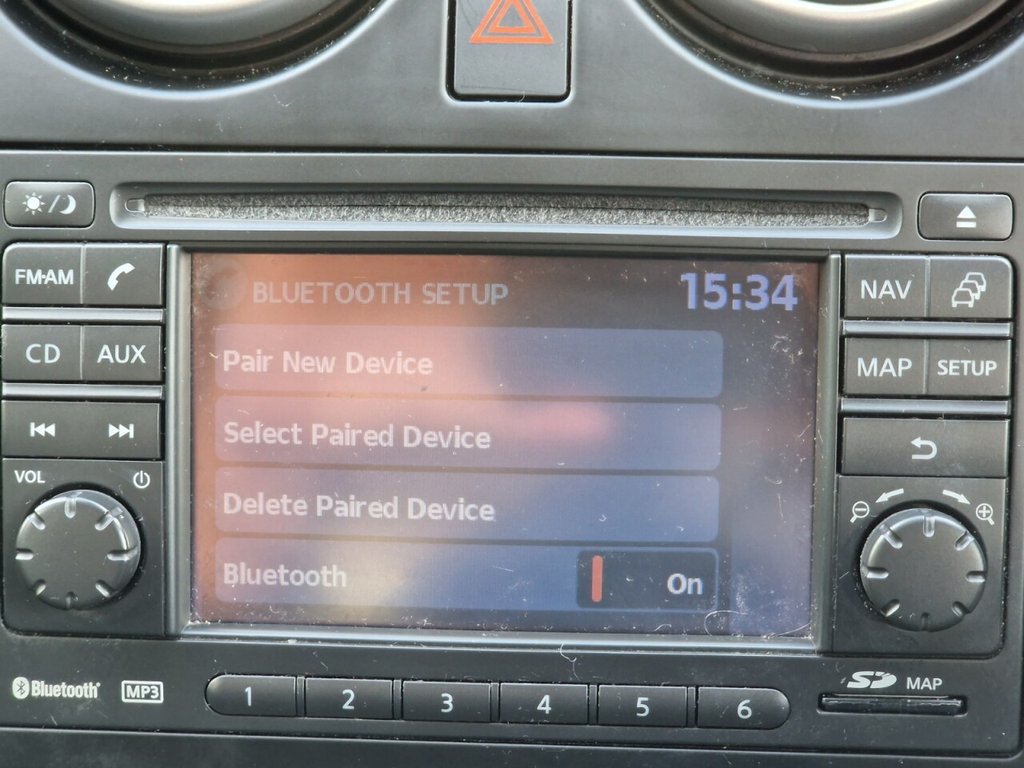 FM·AM
CD AUX
VOL
BLUETOOTH SETUP 15:34
Pair New Device
Select Paired Device
Delete Paired Device
Bluetooth On
NAV
MAP SETUP
Bluetooth MP3
1 2 3 4 5 6
SD MAP